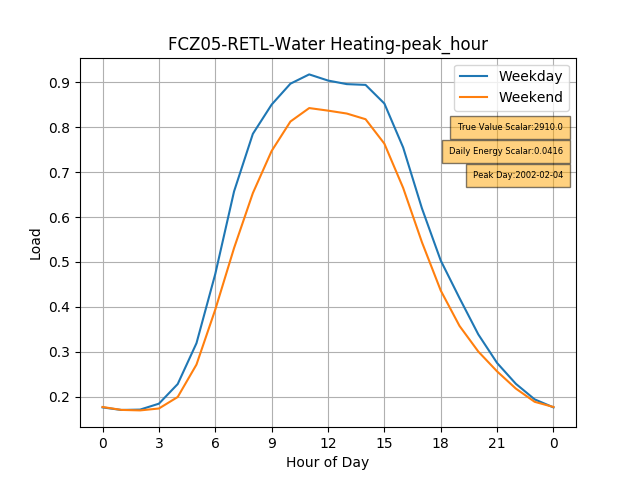 FCZ05-RETL-Water Heating-peak_hour
Weekday
Weekend
True Value Scalar:2910.0
Daily Energy Scalar:0.0416
Peak Day:2002-02-04
Load
0.9
0.8
0.7
0.6
0.5
0.4
0.3
0.2
0 3 6 9 12 15 18 21 0
Hour of Day